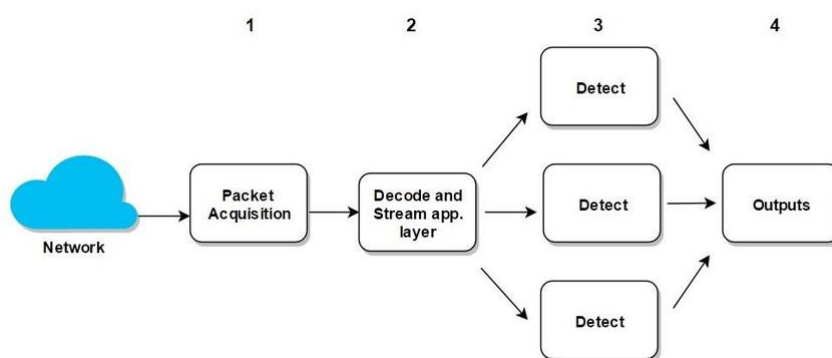 1
2
3
4
Network
Packet
Acquisition
Decode and
Stream app.
layer
Detect
Detect
Detect
Outputs